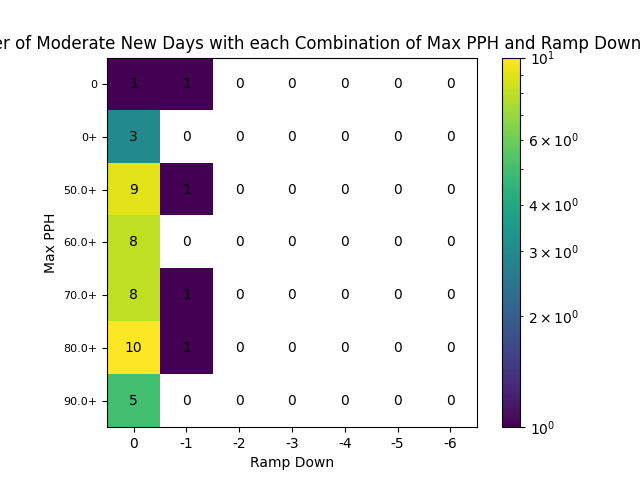 er of Moderate New Days with each Combination of Max PPH and Ramp Down
0 1 1 0 0 0 0 0
0+ 3 0 0 0 0 0 0
50.0+ 9 1 0 0 0 0 0
60.0+ 8 0 0 0 0 0 0
70.0+ 8 1 0 0 0 0 0
80.0+ 10 1 0 0 0 0 0
90.0+ 5 0 0 0 0 0 0
0 -1 -2 -3 -4 -5 -6
Ramp Down
Max PPH
10¹
6 × 10⁰
4 × 10⁰
3 × 10⁰
2 × 10⁰
10⁰